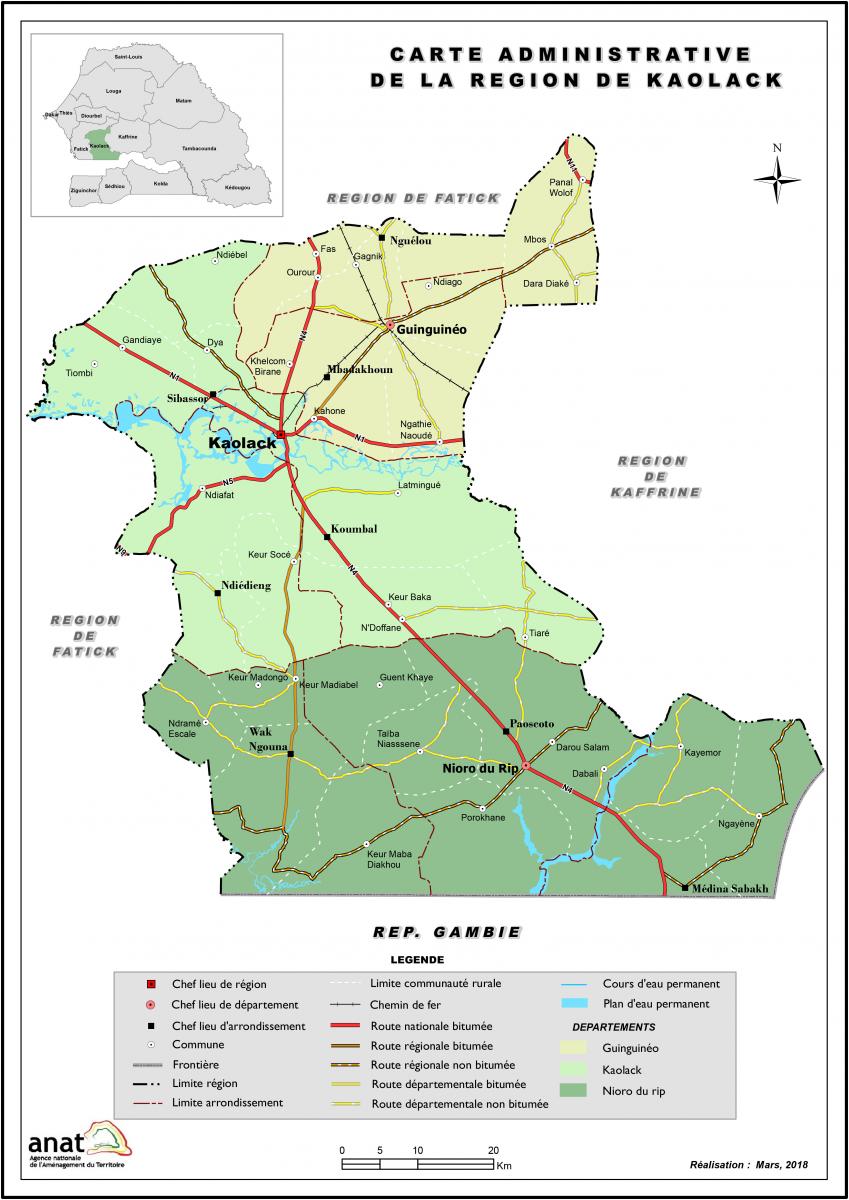 CARTE ADMINISTRATIVE
DE LA REGION DE KAOLACK
Saint-Louis
Louga
Matam
Dakar
Thiès
Diourbel
Fatick
Kaolack
Kaffrine
Tambacounda
Ziguinchor
Sédhiou
Kolda
Kédougou
N
REGION DE FATICK
N1
Panal
Wolof
Mbos
Dara Diaké
Nguélou
Fas
Gagnik
Ndiébel
Ourour
Ndiago
Guinguinéo
N4
Gandiaye
Dya
Khelcom
Birane
Mbadakhoun
Tiombi
N1
Sibassor
Kahone
Ngathie
Naoudé
N1
Kaolack
REGION
DE
KAFFRINE
N5
Ndiafat
Latmingué
Koumbal
Keur Socé
N4
Ndiédieng
Keur Baka
N'Doffane
Tiaré
REGION
DE
FATICK
Keur Madongo
Keur Madiabel
Guent Khaye
Ndramé
Escale
Wak
Ngouna
Taïba
Niasssene
Paoscoto
Darou Salam
Kayemor
Nioro du Rip
Dabali
N4
Porokhane
Ngayène
Keur Maba
Diakhou
Médina Sabakh
REP. GAMBIE
LEGENDE
Chef lieu de région
Chef lieu de département
Chef lieu d'arrondissement
Commune
Frontière
Limite région
Limite arrondissement
Limite communauté rurale
Chemin de fer
Route nationale bitumée
Route régionale bitumée
Route régionale non bitumée
Route départementale bitumée
Route départementale non bitumée
Cours d'eau permanent
Plan d'eau permanent
DEPARTEMENTS
Guinguinéo
Kaolack
Nioro du rip
anat
Agence nationale
de l'Aménagement du Territoire
0 5 10 20
Km
Réalisation : Mars, 2018